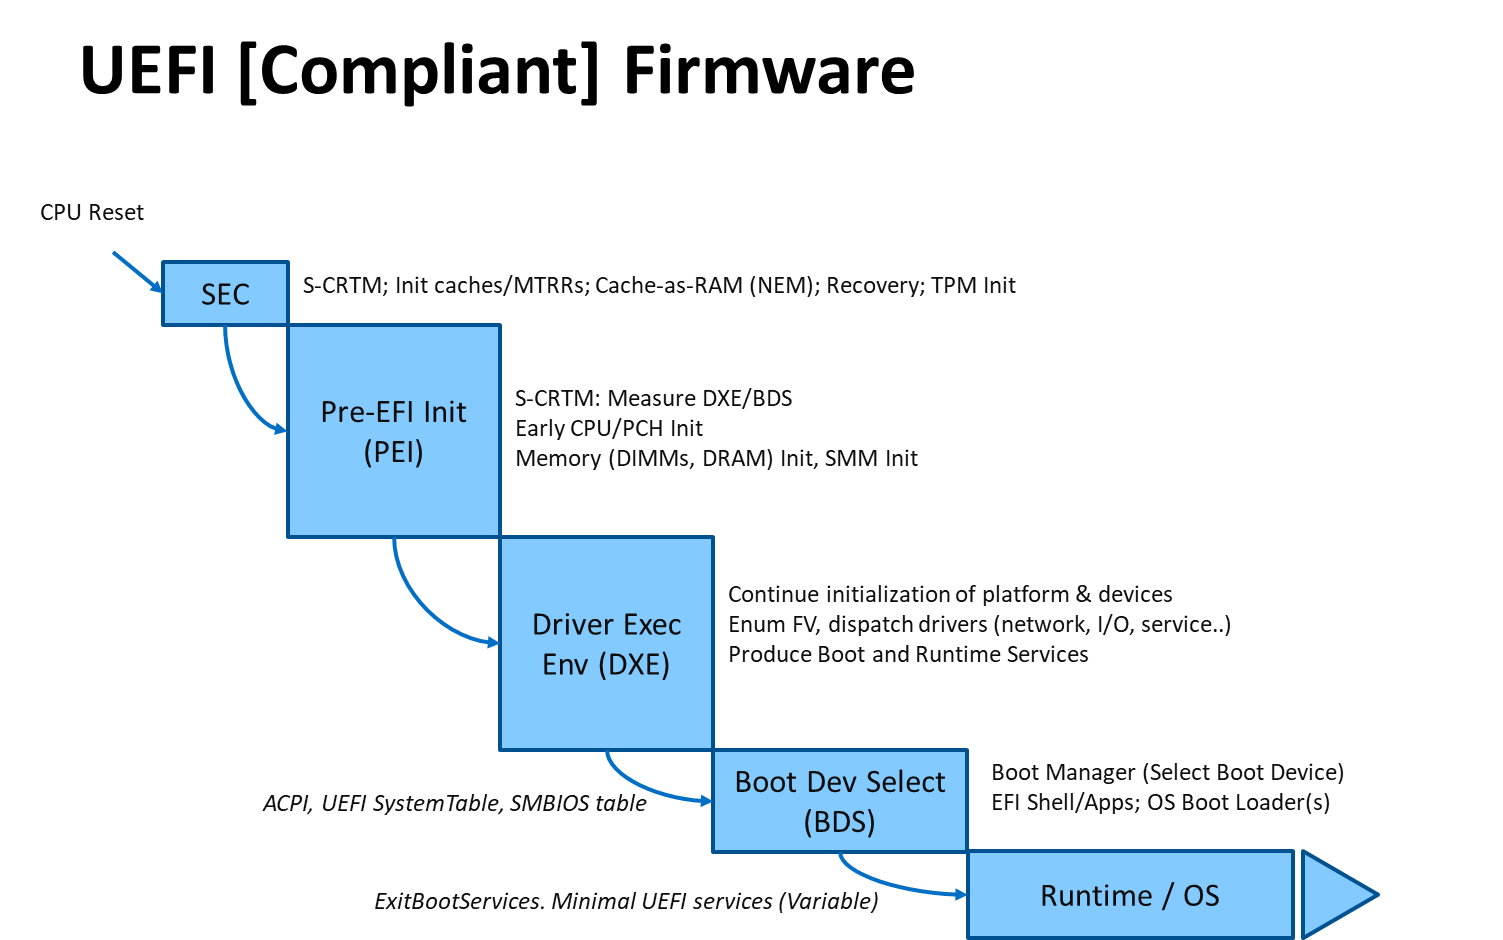 UEFI [Compliant] Firmware
CPU Reset
SEC
S-CRTM; Init caches/MTRRs; Cache-as-RAM (NEM); Recovery; TPM Init
Pre-EFI Init
(PEI)
S-CRTM: Measure DXE/BDS
Early CPU/PCH Init
Memory (DIMMs, DRAM) Init, SMM Init
Driver Exec
Env (DXE)
Continue initialization of platform & devices
Enum FV, dispatch drivers (network, I/O, service..)
Produce Boot and Runtime Services
ACPI, UEFI SystemTable, SMBIOS table
Boot Dev Select
(BDS)
Boot Manager (Select Boot Device)
EFI Shell/Apps; OS Boot Loader(s)
ExitBootServices. Minimal UEFI services (Variable)
Runtime / OS